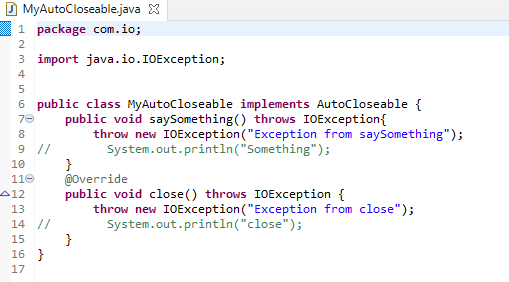 MyAutoCloseable.java
1 package com.io;
2
3 import java.io.IOException;
4
5
6 public class MyAutoCloseable implements AutoCloseable {
7 public void saySomething() throws IOException{
8 throw new IOException("Exception from saySomething");
9 // System.out.println("Something");
10 }
11 @Override
12 public void close() throws IOException {
13 throw new IOException("Exception from close");
14 // System.out.println("close");
15 }
16 }
17